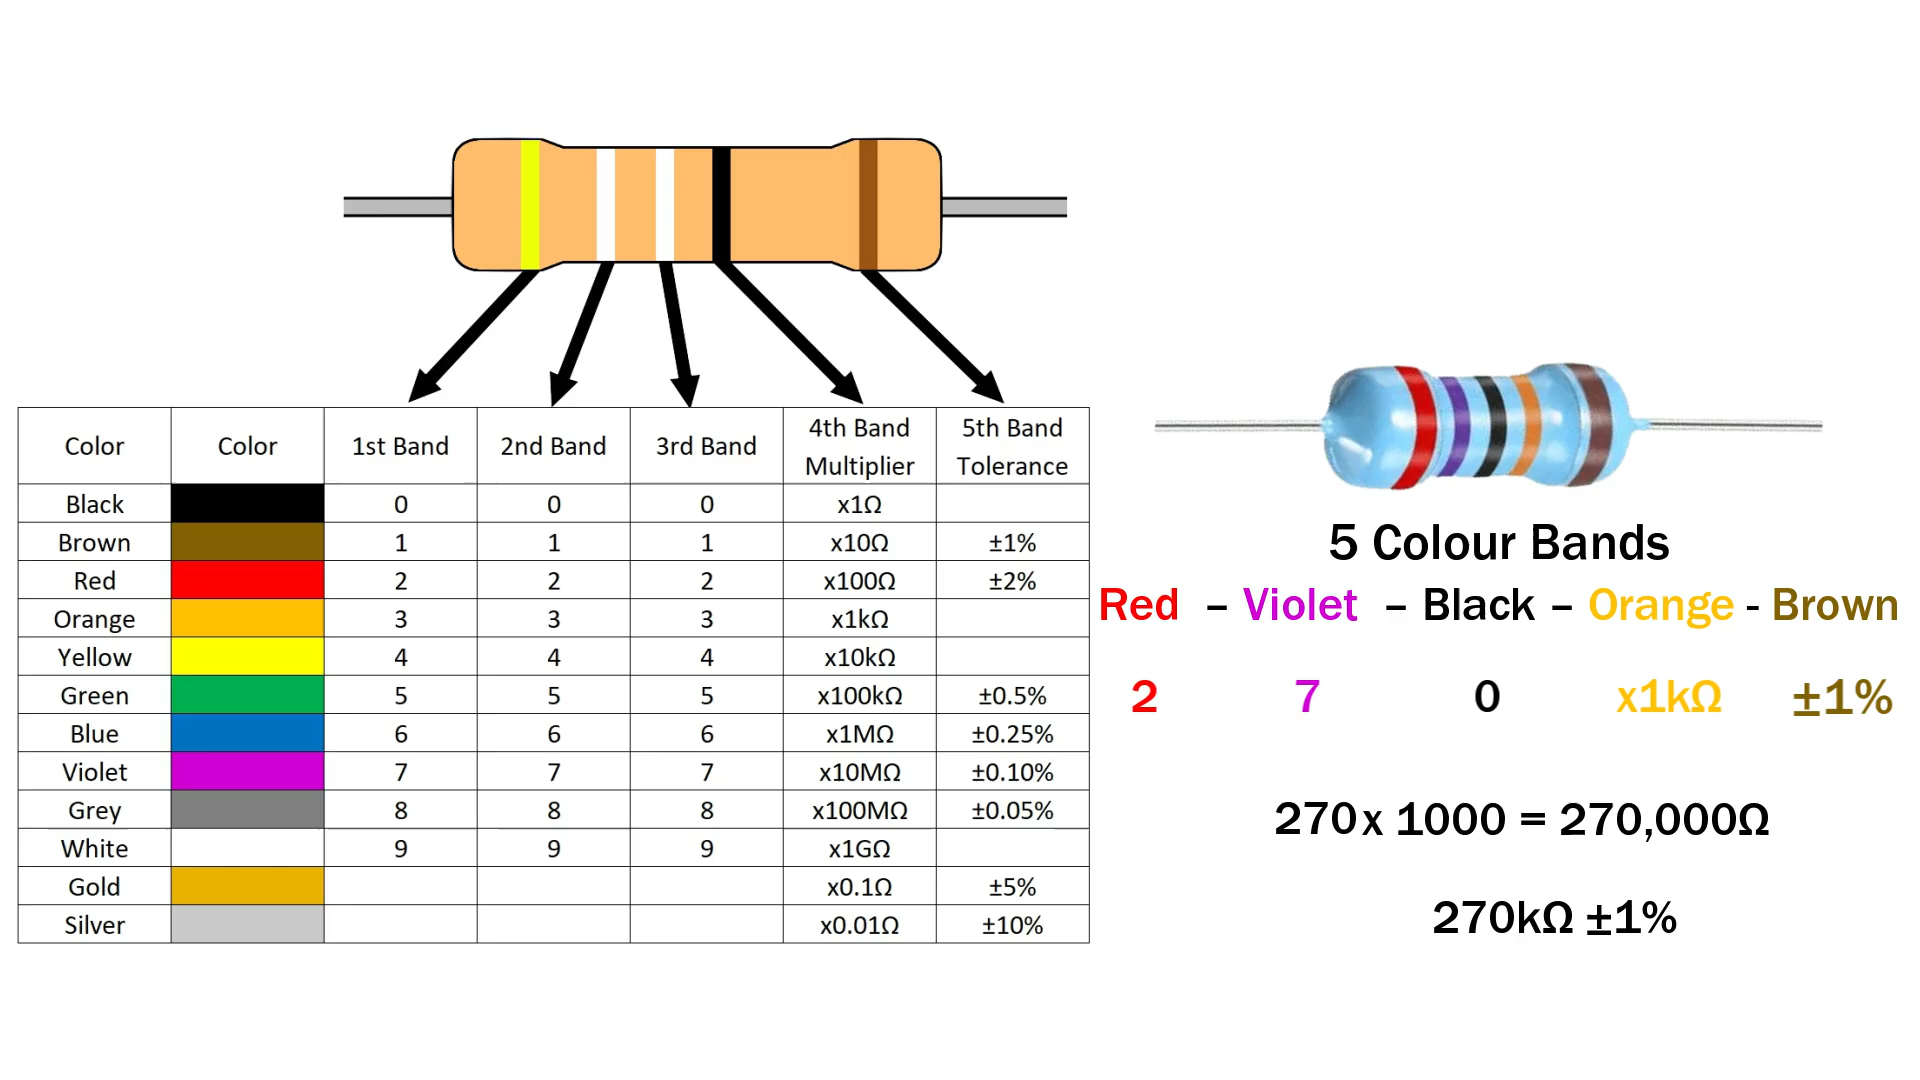 Color Color 1st Band 2nd Band 3rd Band 4th Band Multiplier 5th Band Tolerance
Black 0 0 0 x1Ω
Brown 1 1 1 x10Ω ±1%
Red 2 2 2 x100Ω ±2%
Orange 3 3 3 x1kΩ
Yellow 4 4 4 x10kΩ
Green 5 5 5 x100kΩ ±0.5%
Blue 6 6 6 x1MΩ ±0.25%
Violet 7 7 7 x10MΩ ±0.10%
Grey 8 8 8 x100MΩ ±0.05%
White 9 9 9 x1GΩ
Gold x0.1Ω ±5%
Silver x0.01Ω ±10%
5 Colour Bands
Red – Violet – Black – Orange - Brown
2 7 0 x1kΩ ±1%
270x 1000 = 270,000Ω
270kΩ ±1%